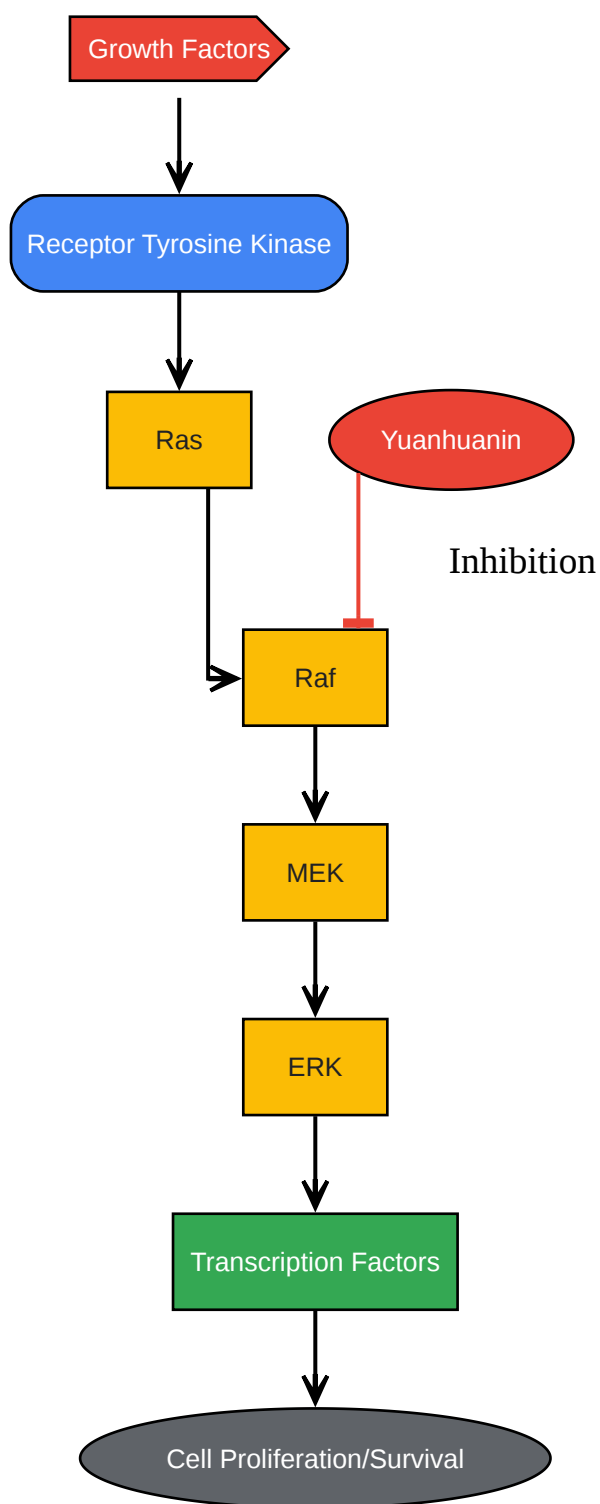 Growth Factors
Receptor Tyrosine Kinase
Ras
Yuanhuanin
Inhibition
Raf
MEK
ERK
Transcription Factors
Cell Proliferation/Survival